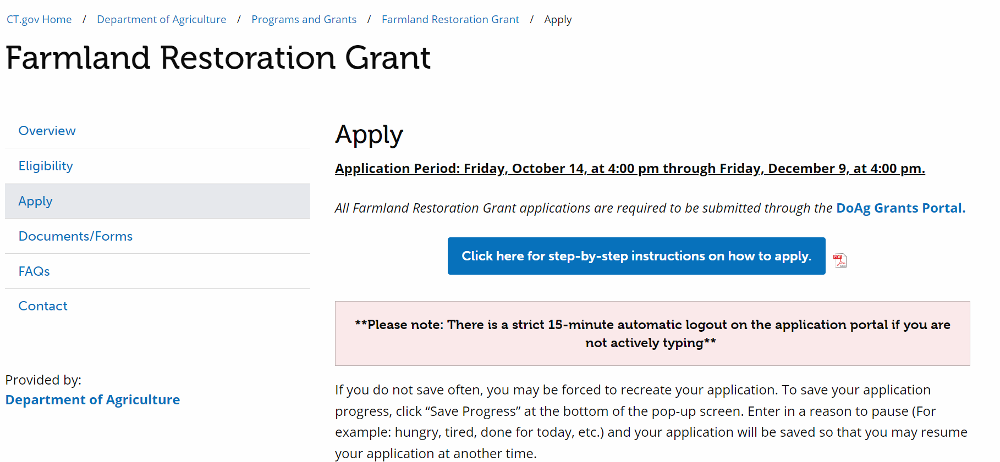 CT.gov Home / Department of Agriculture / Programs and Grants / Farmland Restoration Grant / Apply
Farmland Restoration Grant
Overview
Eligibility
Apply
Documents/Forms
FAQs
Contact
Provided by:
Department of Agriculture
Apply
Application Period: Friday, October 14, at 4:00 pm through Friday, December 9, at 4:00 pm.
All Farmland Restoration Grant applications are required to be submitted through the DoAg Grants Portal.
Click here for step-by-step instructions on how to apply.
PDF
Adobe
**Please note: There is a strict 15-minute automatic logout on the application portal if you are
not actively typing**
If you do not save often, you may be forced to recreate your application. To save your application
progress, click “Save Progress” at the bottom of the pop-up screen. Enter in a reason to pause (For
example: hungry, tired, done for today, etc.) and your application will be saved so that you may resume
your application at another time.